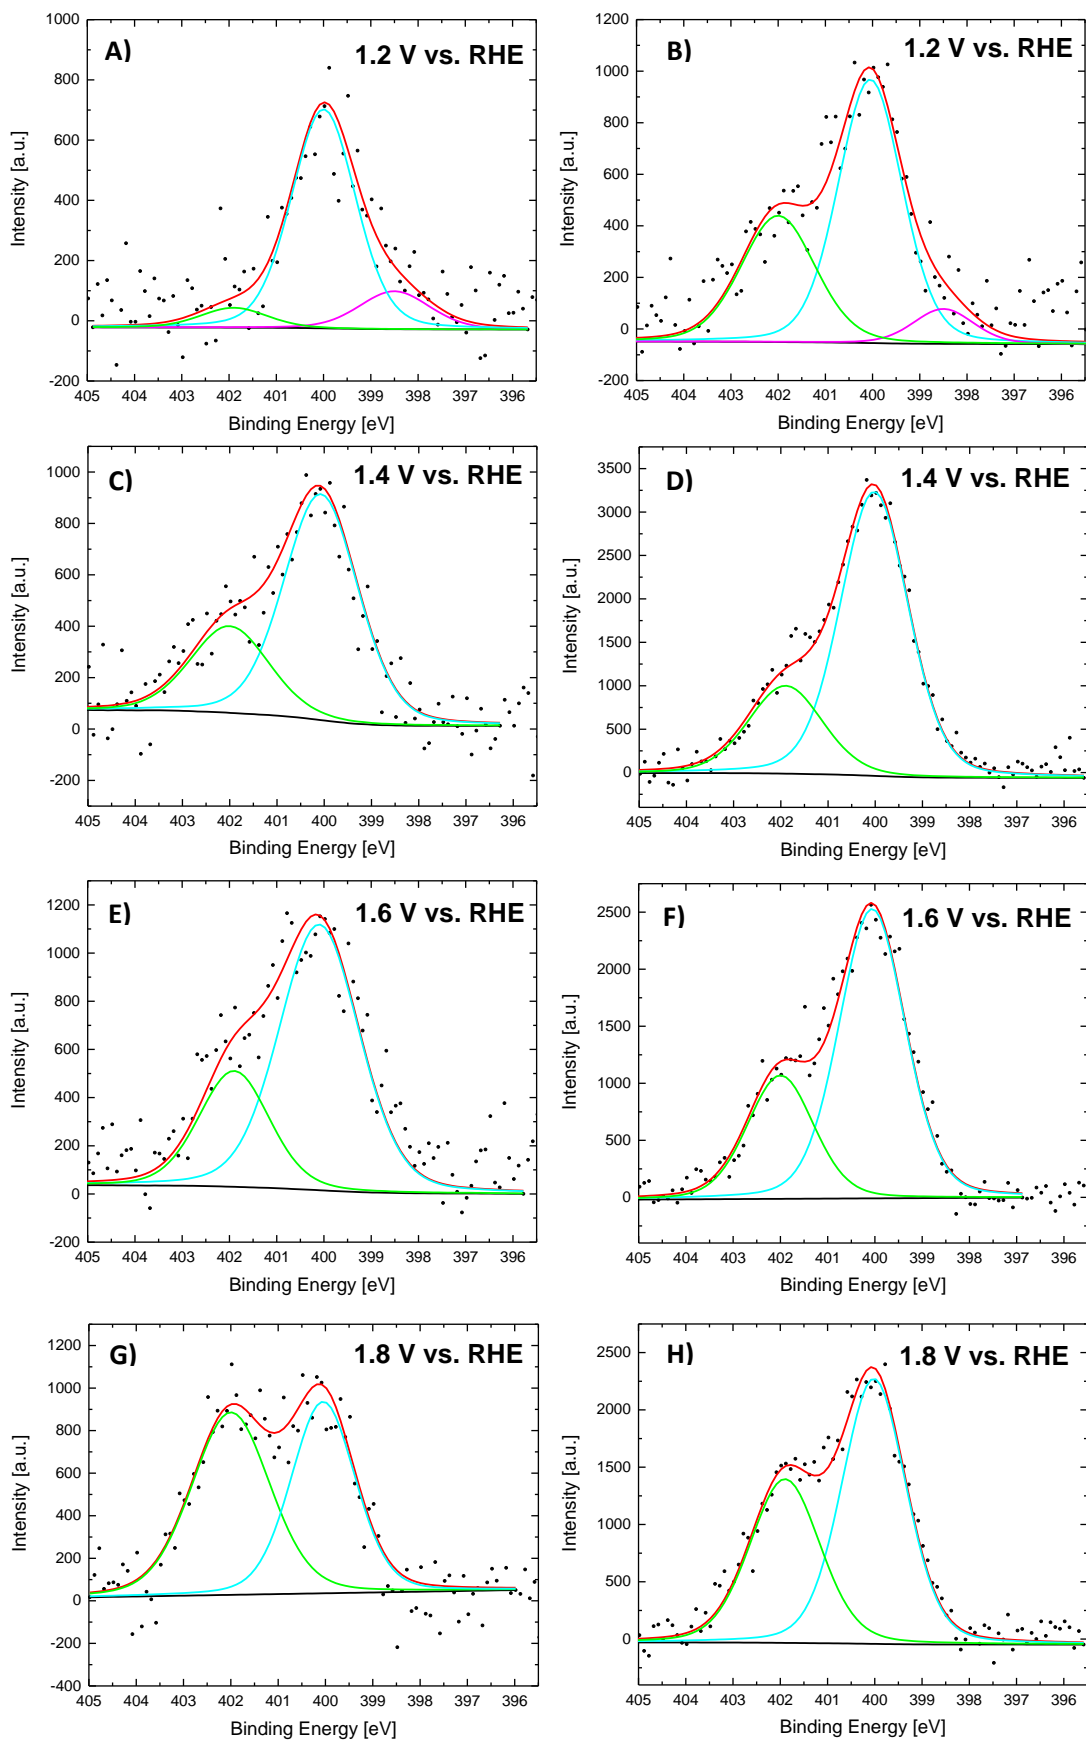 A)
1.2 V vs. RHE
1000
800
600
400
200
0
-200
Intensity [a.u.]
405 404 403 402 401 400 399 398 397 396
Binding Energy [eV]
B)
1.2 V vs. RHE
1200
1000
800
600
400
200
0
-200
Intensity [a.u.]
405 404 403 402 401 400 399 398 397 396
Binding Energy [eV]
C)
1.4 V vs. RHE
1000
800
600
400
200
0
-200
Intensity [a.u.]
405 404 403 402 401 400 399 398 397 396
Binding Energy [eV]
D)
1.4 V vs. RHE
3500
3000
2500
2000
1500
1000
500
0
Intensity [a.u.]
405 404 403 402 401 400 399 398 397 396
Binding Energy [eV]
E)
1.6 V vs. RHE
1200
1000
800
600
400
200
0
-200
Intensity [a.u.]
405 404 403 402 401 400 399 398 397 396
Binding Energy [eV]
F)
1.6 V vs. RHE
2500
2000
1500
1000
500
0
Intensity [a.u.]
405 404 403 402 401 400 399 398 397 396
Binding Energy [eV]
G)
1.8 V vs. RHE
1200
1000
800
600
400
200
0
-200
-400
Intensity [a.u.]
405 404 403 402 401 400 399 398 397 396
Binding Energy [eV]
H)
1.8 V vs. RHE
2500
2000
1500
1000
500
0
Intensity [a.u.]
405 404 403 402 401 400 399 398 397 396
Binding Energy [eV]